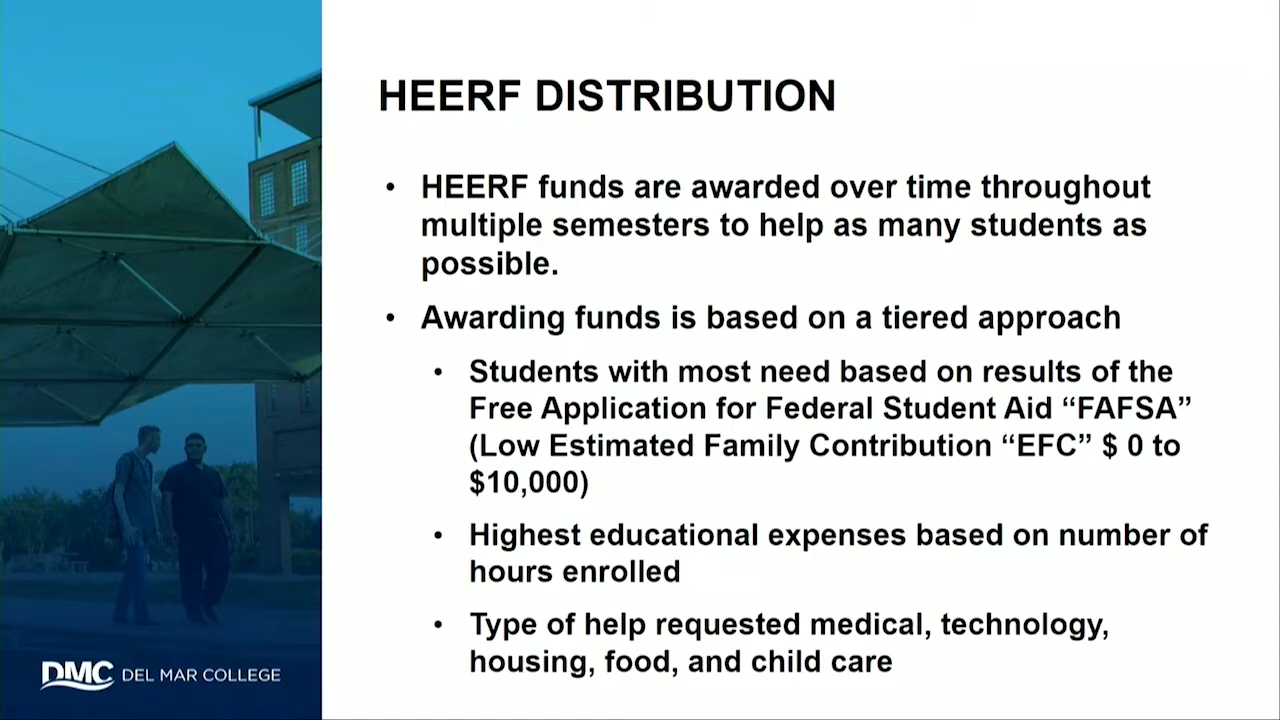 HEERF DISTRIBUTION
• HEERF funds are awarded over time throughout
multiple semesters to help as many students as
possible.
• Awarding funds is based on a tiered approach
• Students with most need based on results of the
Free Application for Federal Student Aid “FAFSA”
(Low Estimated Family Contribution “EFC” $ 0 to
$10,000)
• Highest educational expenses based on number of
hours enrolled
• Type of help requested medical, technology,
housing, food, and child care
DMC DEL MAR COLLEGE